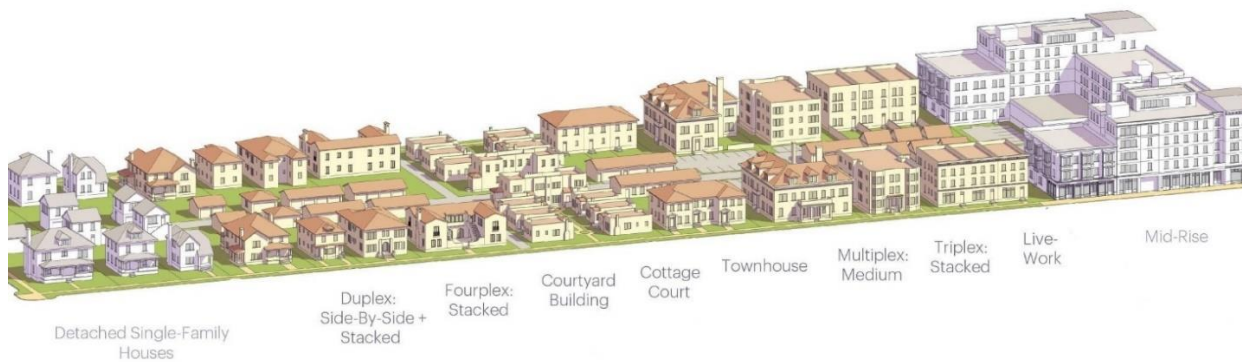 Detached Single-Family
Houses
Duplex:
Side-By-Side +
Stacked
Fourplex:
Stacked
Courtyard
Building
Cottage
Court
Townhouse
Multiplex:
Medium
Triplex:
Stacked
Live-
Work
Mid-Rise